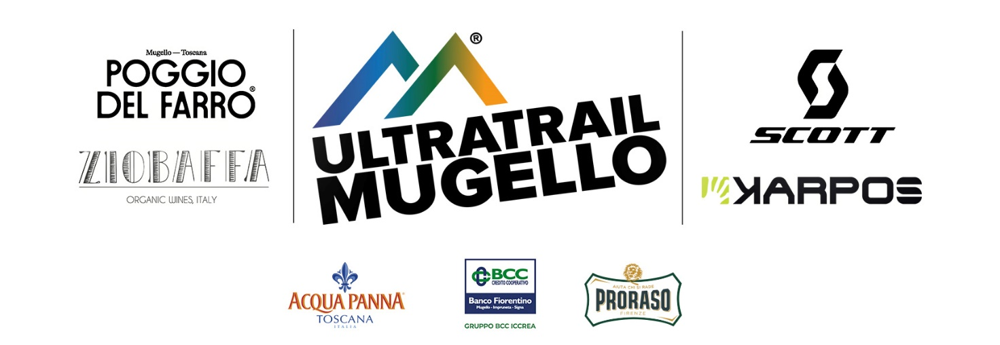 Mugello — Toscana
POGGIO
DEL FARRO®
ZIOBAFFA
ORGANIC WINES, ITALY
®
ULTRATRAIL
MUGELLO
SCOTT
KARPOS
ACQUA PANNA®
TOSCANA
ITALIA
BCC
CREDITO COOPERATIVO
Banco Fiorentino
Mugello - Impruneta - Signa
GRUPPO BCC ICCREA
AIUTA CHI SI RADE
PRORASO
FIRENZE